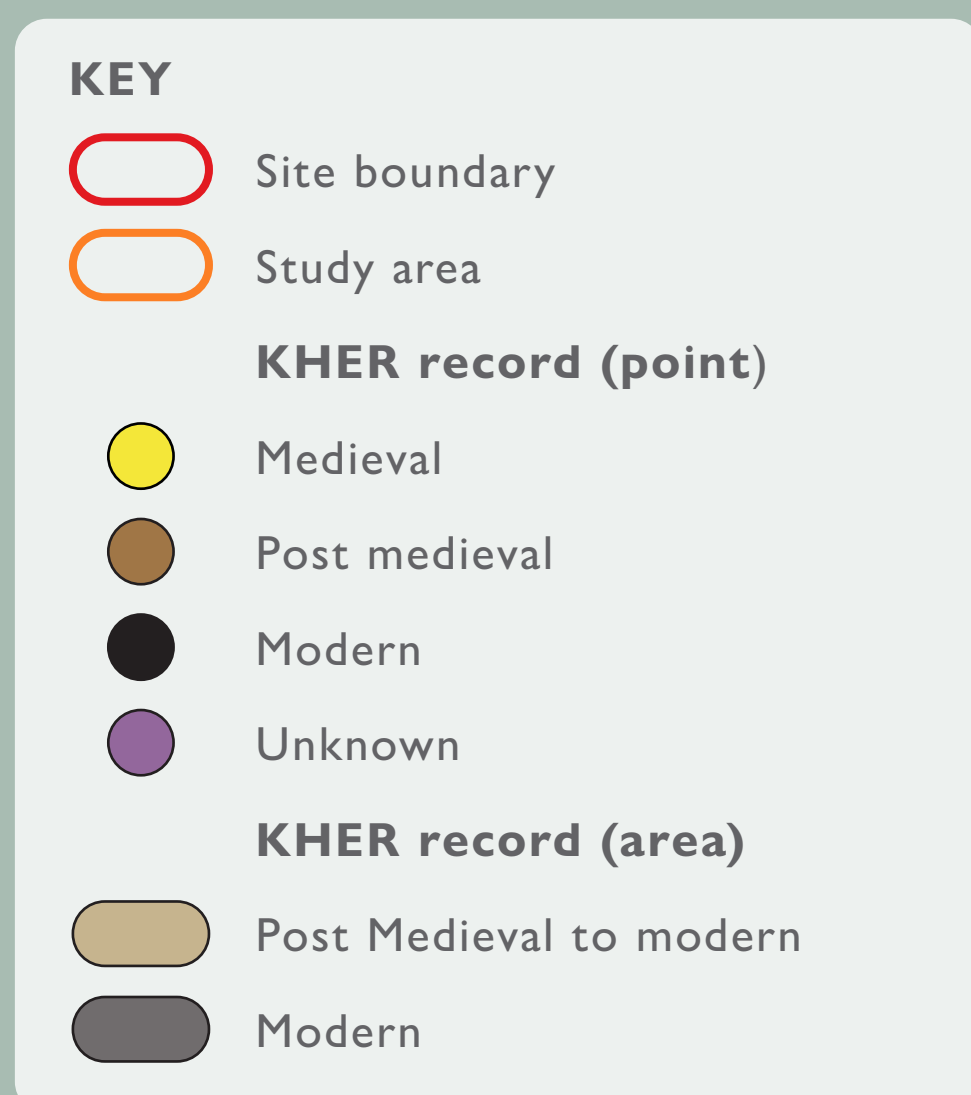 KEY
Site boundary
Study area
KHER record (point)
Medieval
Post medieval
Modern
Unknown
KHER record (area)
Post Medieval to modern
Modern